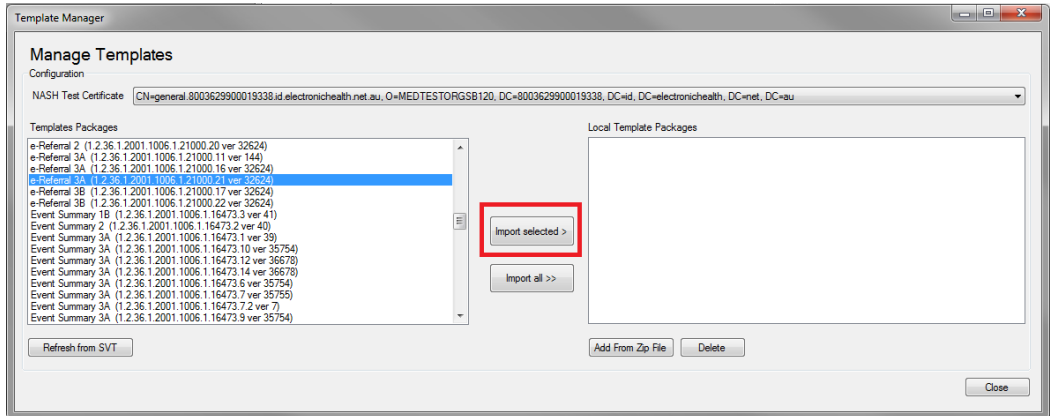 Template Manager
Manage Templates
Configuration
NASH Test Certificate CN=general.8003629900019338.id.electronichealth.net.au, O=MEDTESTORGSB120, DC=8003629900019338, DC=id, DC=electronichealth, DC=net, DC=au
Templates Packages
Local Template Packages
e-Referral 2 (1.2.36.1.2001.1006.1.21000.20 ver 32624)
e-Referral 3A (1.2.36.1.2001.1006.1.21000.11 ver 144)
e-Referral 3A (1.2.36.1.2001.1006.1.21000.16 ver 32624)
e-Referral 3A (1.2.36.1.2001.1006.1.21000.21 ver 32624)
e-Referral 3B (1.2.36.1.2001.1006.1.21000.17 ver 32624)
e-Referral 3B (1.2.36.1.2001.1006.1.21000.22 ver 32624)
Event Summary 1B (1.2.36.1.2001.1006.1.16473.3 ver 41)
Event Summary 2 (1.2.36.1.2001.1006.1.16473.2 ver 40)
Event Summary 3A (1.2.36.1.2001.1006.1.16473.1 ver 39)
Event Summary 3A (1.2.36.1.2001.1006.1.16473.10 ver 35754)
Event Summary 3A (1.2.36.1.2001.1006.1.16473.12 ver 36678)
Event Summary 3A (1.2.36.1.2001.1006.1.16473.14 ver 36678)
Event Summary 3A (1.2.36.1.2001.1006.1.16473.6 ver 35754)
Event Summary 3A (1.2.36.1.2001.1006.1.16473.7 ver 35755)
Event Summary 3A (1.2.36.1.2001.1006.1.16473.7.2 ver 7)
Event Summary 3A (1.2.36.1.2001.1006.1.16473.9 ver 35754)
Import selected >
Import all >>
Refresh from SVT
Add From Zip File
Delete
Close